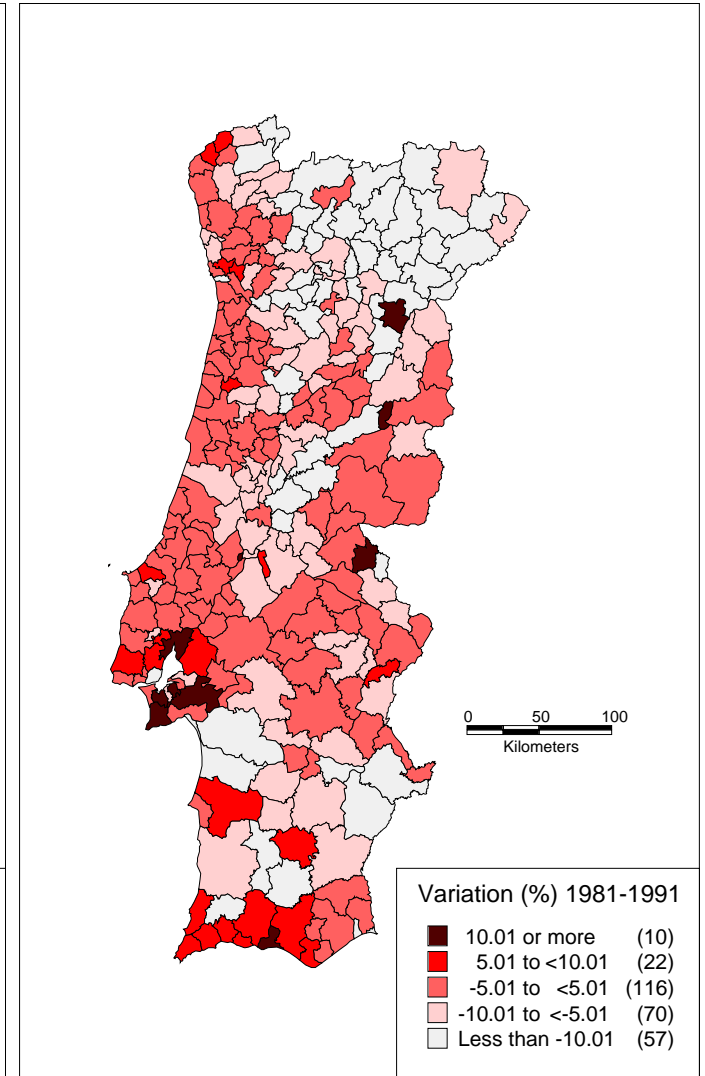 0 50 100
Kilometers
Variation (%) 1981-1991
10.01 or more (10)
5.01 to <10.01 (22)
-5.01 to <5.01 (116)
-10.01 to <-5.01 (70)
Less than -10.01 (57)